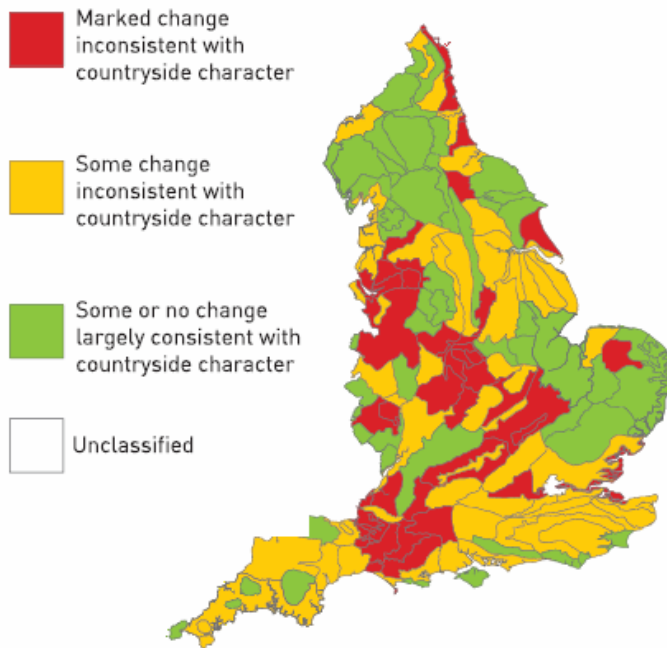 Marked change
inconsistent with
countryside character
Some change
inconsistent with
countryside character
Some or no change
largely consistent with
countryside character
Unclassified